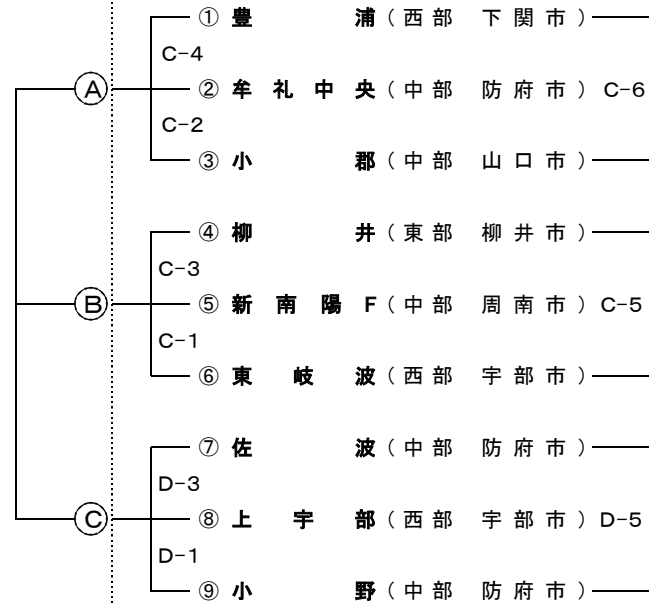 ① 豊浦(西部 下関市)
C-4
Ⓐ ② 牟礼中央(中部 防府市) C-6
C-2
③ 小郡(中部 山口市)
④ 柳井(東部 柳井市)
C-3
Ⓑ ⑤ 新南陽F(中部 周南市) C-5
C-1
⑥ 東岐波(西部 宇部市)
⑦ 佐波(中部 防府市)
D-3
Ⓒ ⑧ 上宇部(西部 宇部市) D-5
D-1
⑨ 小野(中部 防府市)